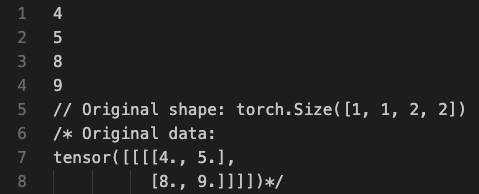 1 4
2 5
3 8
4 9
5 // Original shape: torch.Size([1, 1, 2, 2])
6 /* Original data:
7 tensor([[[[4., 5.],
8           [8., 9.]]]])*/